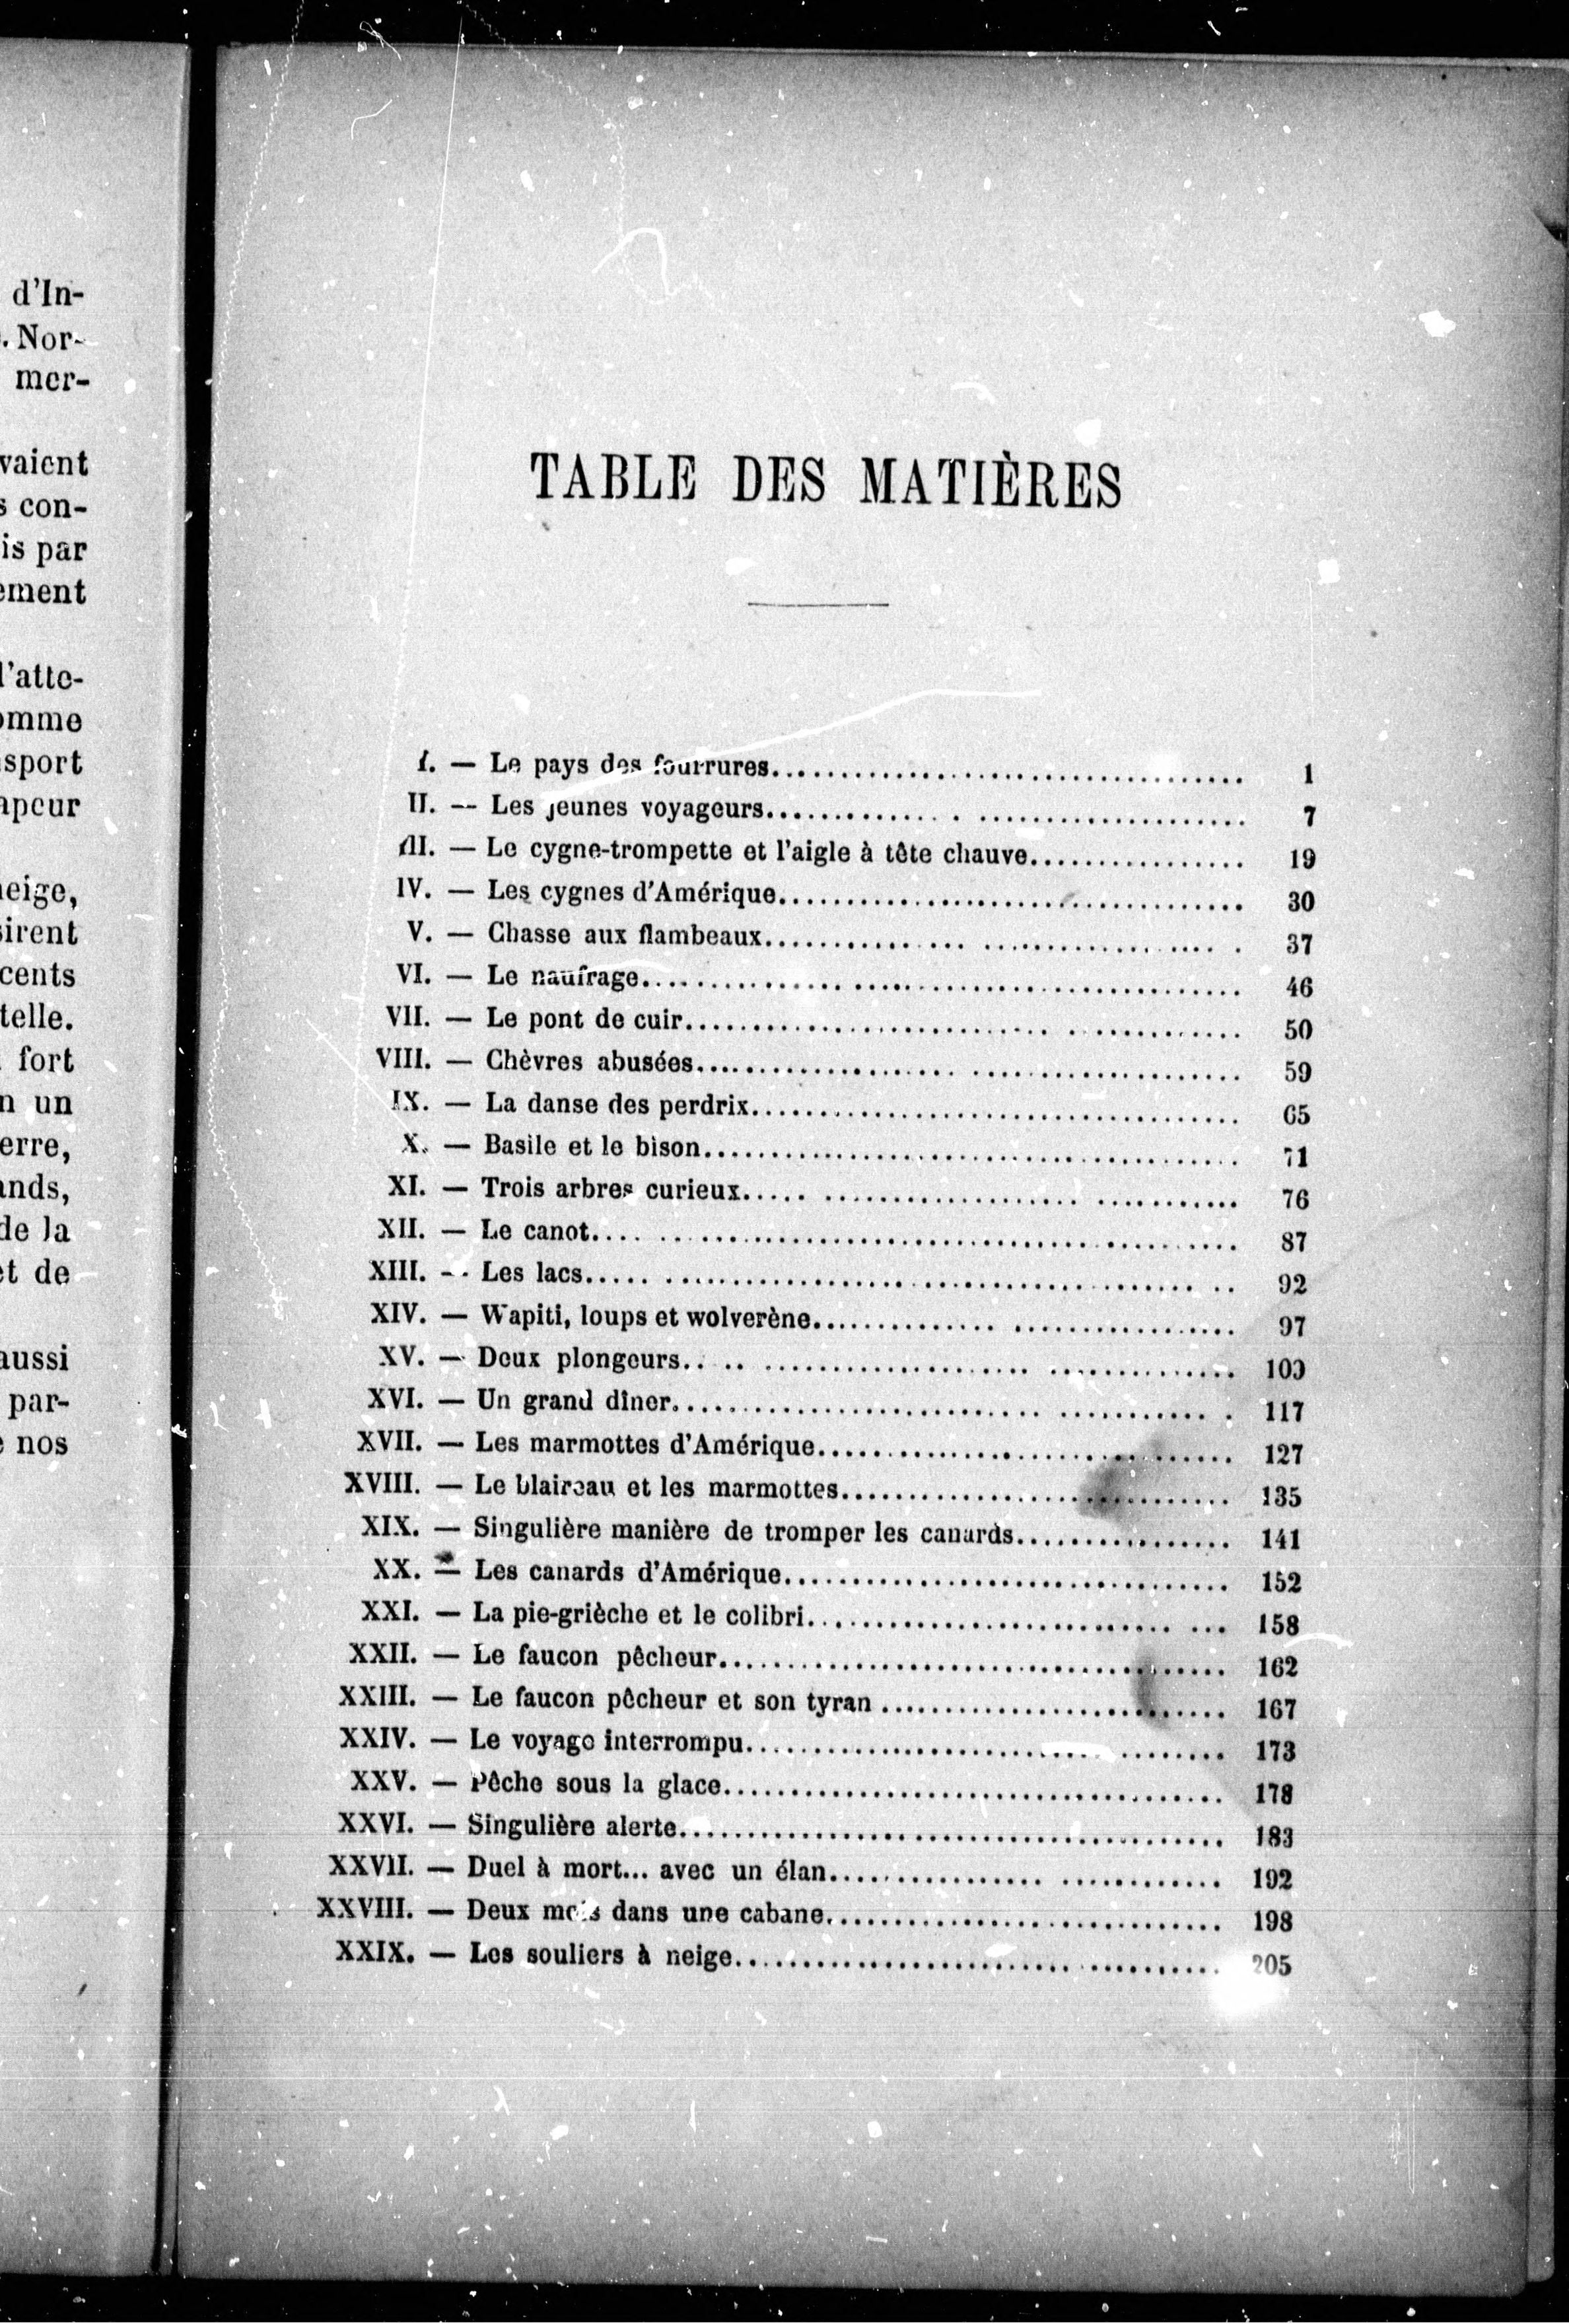 d'In-
. Nor-
mer-
vaient
s con-
is par
ement
l'atte-
omme
sport
apeur
neige,
sirent
cents
telle.
fort
n un
erre,
ands,
de la
et de
aussi
par-
e nos
TABLE DES MATIÈRES
I. — Le pays des fourrures.......... 1
II. — Les jeunes voyageurs.......... 7
III. — Le cygne-trompette et l'aigle à tête chauve.......... 19
IV. — Les cygnes d'Amérique.......... 30
V. — Chasse aux flambeaux.......... 37
VI. — Le naufrage.......... 46
VII. — Le pont de cuir.......... 50
VIII. — Chèvres abusées.......... 59
IX. — La danse des perdrix.......... 65
X. — Basile et le bison.......... 71
XI. — Trois arbres curieux.......... 76
XII. — Le canot.......... 87
XIII. — Les lacs.......... 92
XIV. — Wapiti, loups et wolverène.......... 97
XV. — Deux plongeurs..........
XVI. — Un grand dîner.......... 117
XVII. — Les marmottes d'Amérique.......... 127
XVIII. — Le blaireau et les marmottes.......... 135
XIX. — Singulière manière de tromper les canards.......... 141
XX. — Les canards d'Amérique.......... 152
XXI. — La pie-grièche et le colibri.......... 158
XXII. — Le faucon pêcheur.......... 162
XXIII. — Le faucon pêcheur et son tyran .......... 167
XXIV. — Le voyage interrompu.......... 173
XXV. — Pêche sous la glace.......... 178
XXVI. — Singulière alerte.......... 183
XXVII. — Duel à mort... avec un élan.......... 192
XXVIII. — Deux mois dans une cabane.......... 198
XXIX. — Les souliers à neige.......... 205